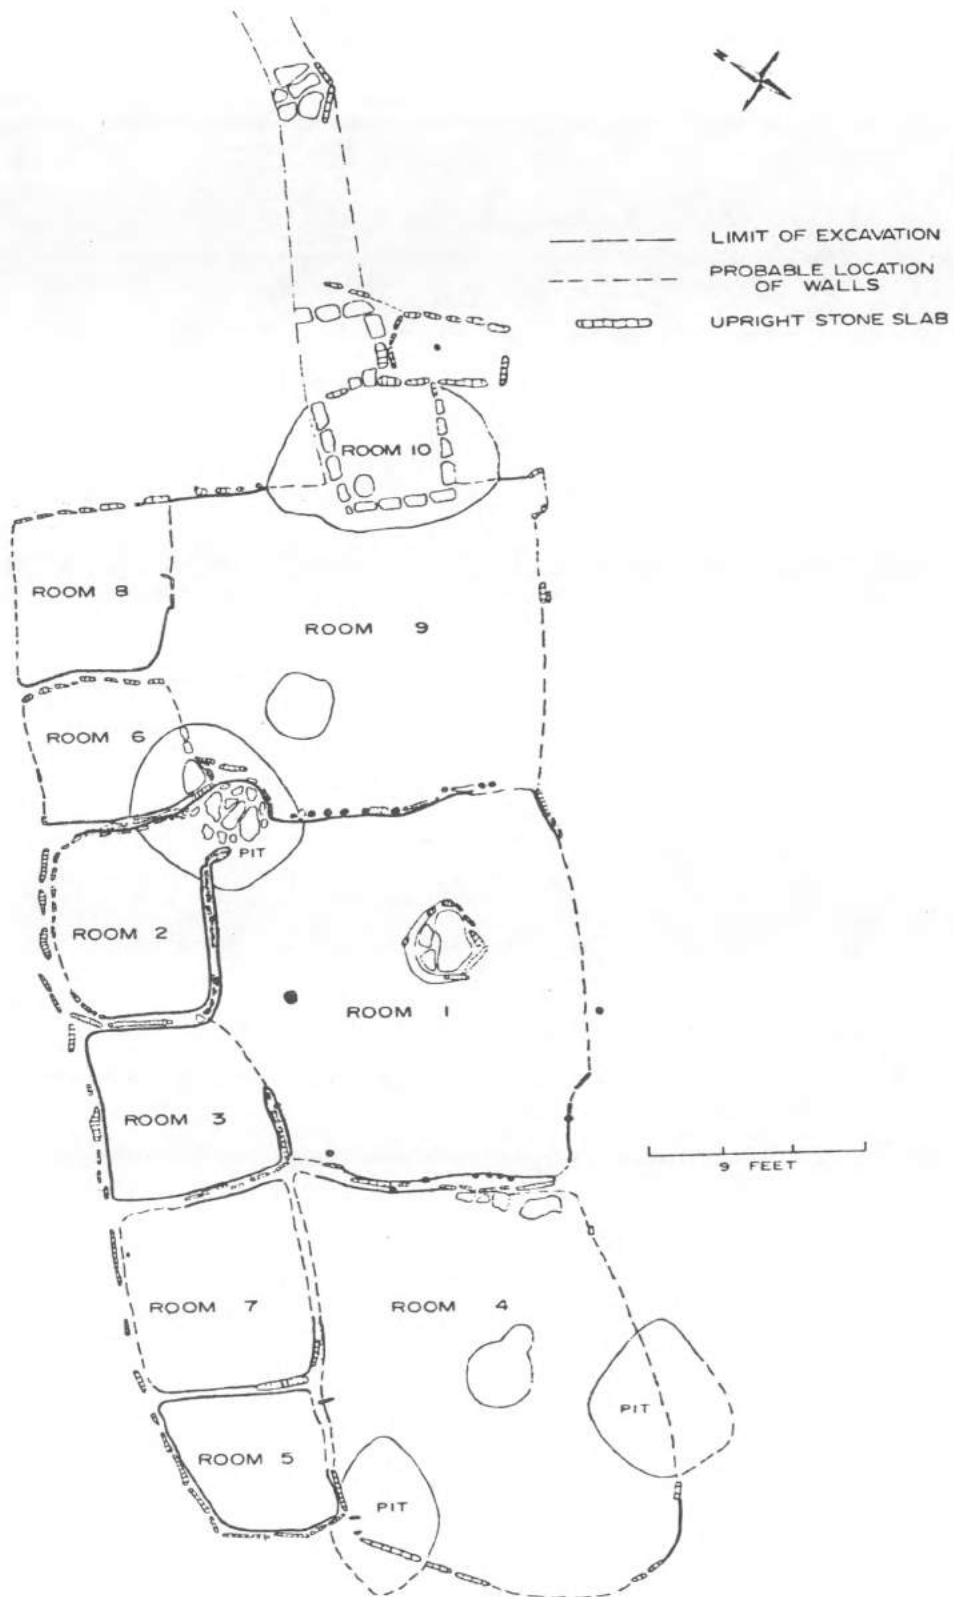 N
LIMIT OF EXCAVATION
PROBABLE LOCATION
OF WALLS
UPRIGHT STONE SLAB
ROOM 10
ROOM 8
ROOM 9
ROOM 6
PIT
ROOM 2
ROOM 1
ROOM 3
9 FEET
ROOM 7
ROOM 4
PIT
ROOM 5
PIT